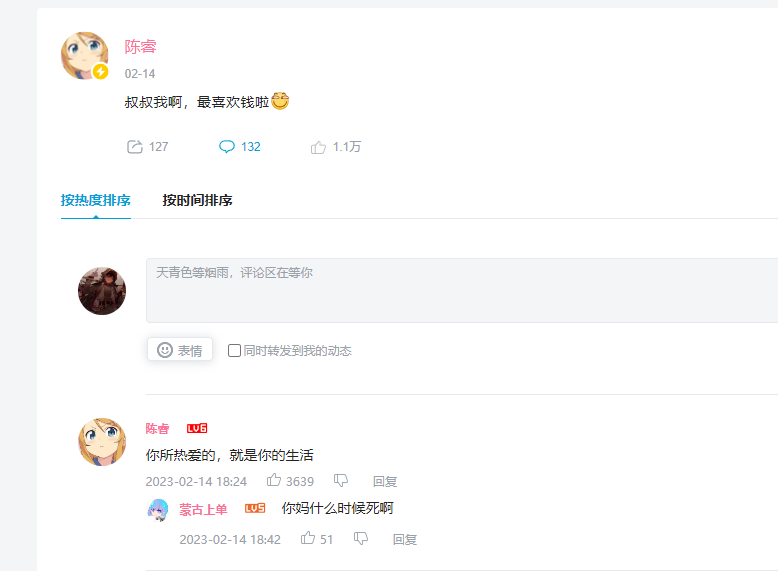 陈睿
02-14
叔叔我啊，最喜欢钱啦
127 132 1.1万
按热度排序 按时间排序
天青色等烟雨，评论区在等你
表情 同时转发到我的动态
陈睿 LV6
你所热爱的，就是你的生活
2023-02-14 18:24 3639 回复
蒙古上单 LV5 你妈什么时候死啊
2023-02-14 18:42 51 回复